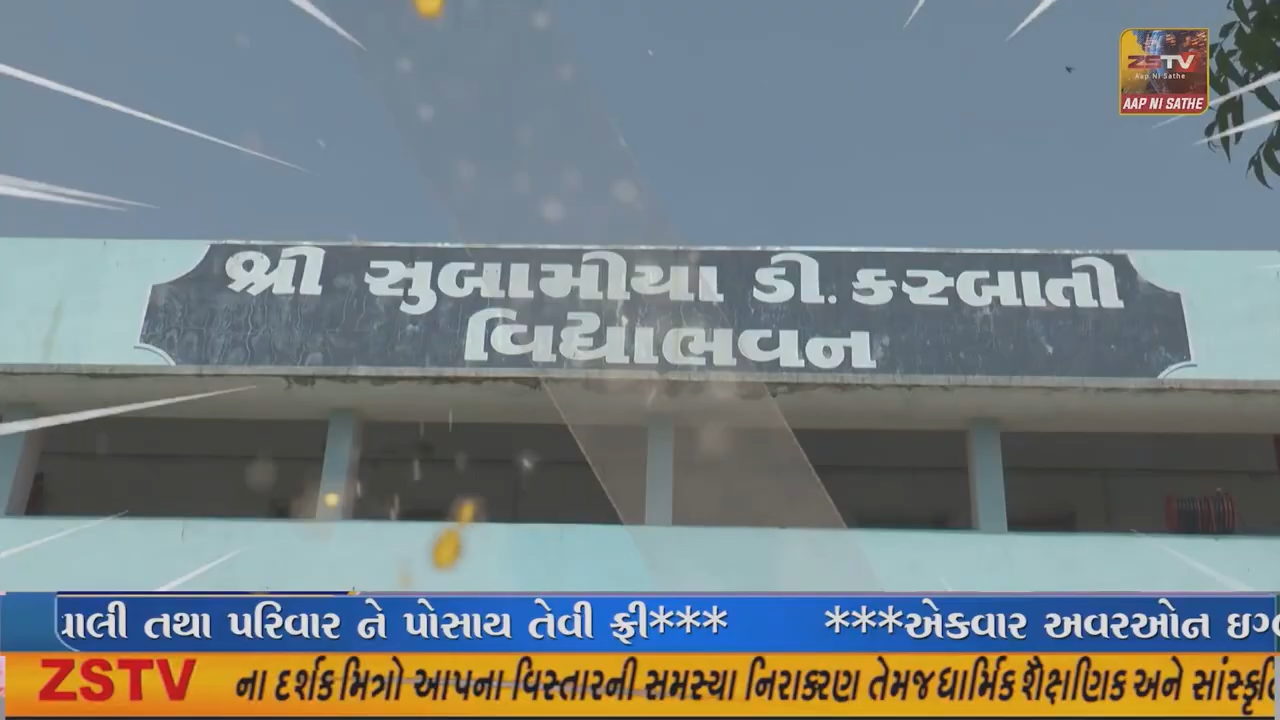 ZSTV
Aap Ni Sathe
AAP NI SATHE
શ્રી સુબામીયા ડી. કરબાતી
વિદ્યાભવન
તથા પરિવાર ને પોસાય તેવી ફ્રી*** ***એકવાર અવરઓન
ZSTV ના દર્શક મિત્રો આપના વિસ્તારની સમસ્યા નિરાકરણ તેમજ ધાર્મિક શૈક્ષણિક અને